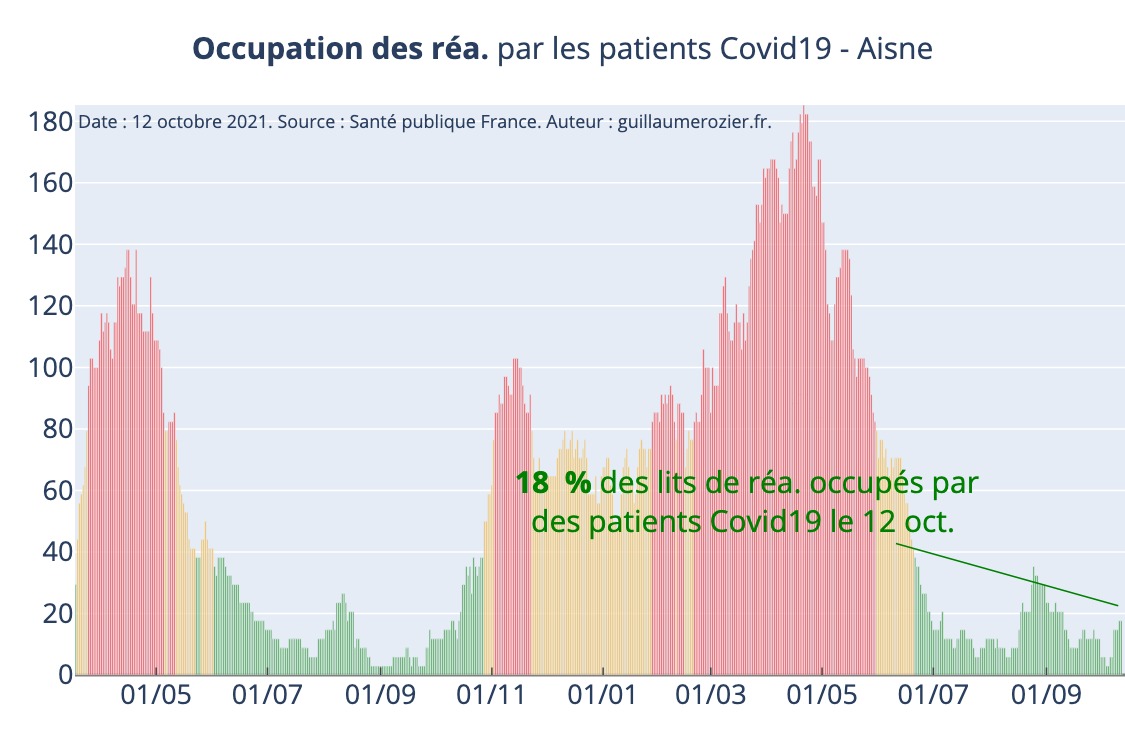 Occupation des réa. par les patients Covid19 - Aisne
180
Date : 12 octobre 2021. Source : Santé publique France. Auteur : guillaumerozier.fr.
160
140
120
100
80
60
18 % des lits de réa. occupés par
des patients Covid19 le 12 oct.
40
20
0
01/05 01/07 01/09 01/11 01/01 01/03 01/05 01/07 01/09